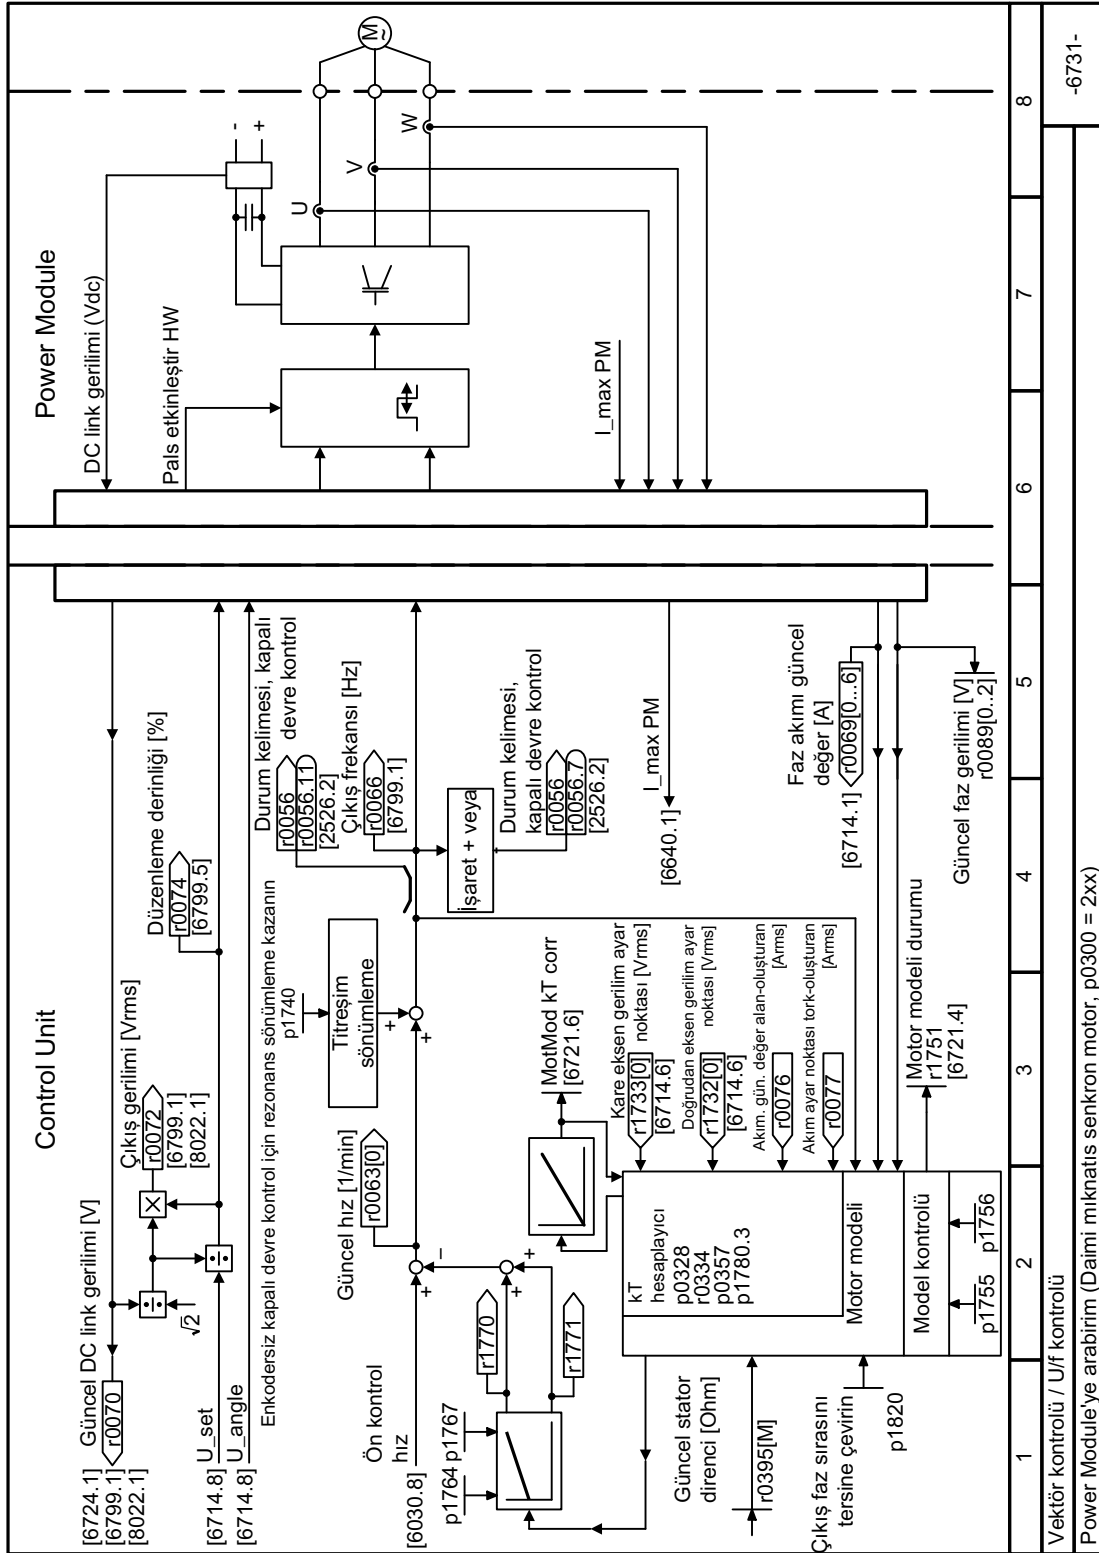 Control Unit
Power Module
[6724.1]
[6799.1]
[8022.1]
Güncel DC link gerilimi [V]
r0070
√2
Çıkış gerilimi [Vrms]
r0072
[6799.1]
[8022.1]
Düzenleme derinliği [%]
r0074
[6799.5]
[6714.8] U_set
[6714.8] U_angle
Enkodersiz kapalı devre kontrol için rezonans sönümleme kazanın
p1740
Titreşim
sönümleme
+
+
Durum kelimesi, kapalı
devre kontrol
r0056
r0056.11
[2526.2]
Çıkış frekansı [Hz]
r0066
[6799.1]
İşaret + veya
Durum kelimesi,
kapalı devre kontrol
r0056
r0056.7
[2526.2]
Ön kontrol
hız
[6030.8]
Güncel hız [1/min]
r0063[0]
+
–
p1764
p1767
r1770
r1771
+
+
MotMod kT corr
[6721.6]
kT
hesaplayıcı
p0328
r0334
p0357
p1780.3
Motor modeli
Model kontrolü
p1755
p1756
Kare eksen gerilim ayar
noktası [Vrms]
r1733[0]
[6714.6]
Doğrudan eksen gerilim ayar
noktası [Vrms]
r1732[0]
[6714.6]
Akım. gün. değer alan-oluşturan
[Arms]
r0076
Akım ayar noktası tork-oluşturan
[Arms]
r0077
Motor modeli durumu
r1751
[6721.4]
Güncel stator
direnci [Ohm]
r0395[M]
Çıkış faz sırasını
tersine çevirin
p1820
I_max PM
[6640.1]
Faz akımı güncel
değer [A]
[6714.1]
r0069[0...6]
Güncel faz gerilimi [V]
r0089[0..2]
DC link gerilimi (Vdc)
Pals etkinleştir HW
I_max PM
-
+
U
V
W
M
~
1
2
3
4
5
6
7
8
Vektör kontrolü / U/f kontrolü
Power Module'ye arabirim (Daimi mıknatıs senkron motor, p0300 = 2xx)
-6731-